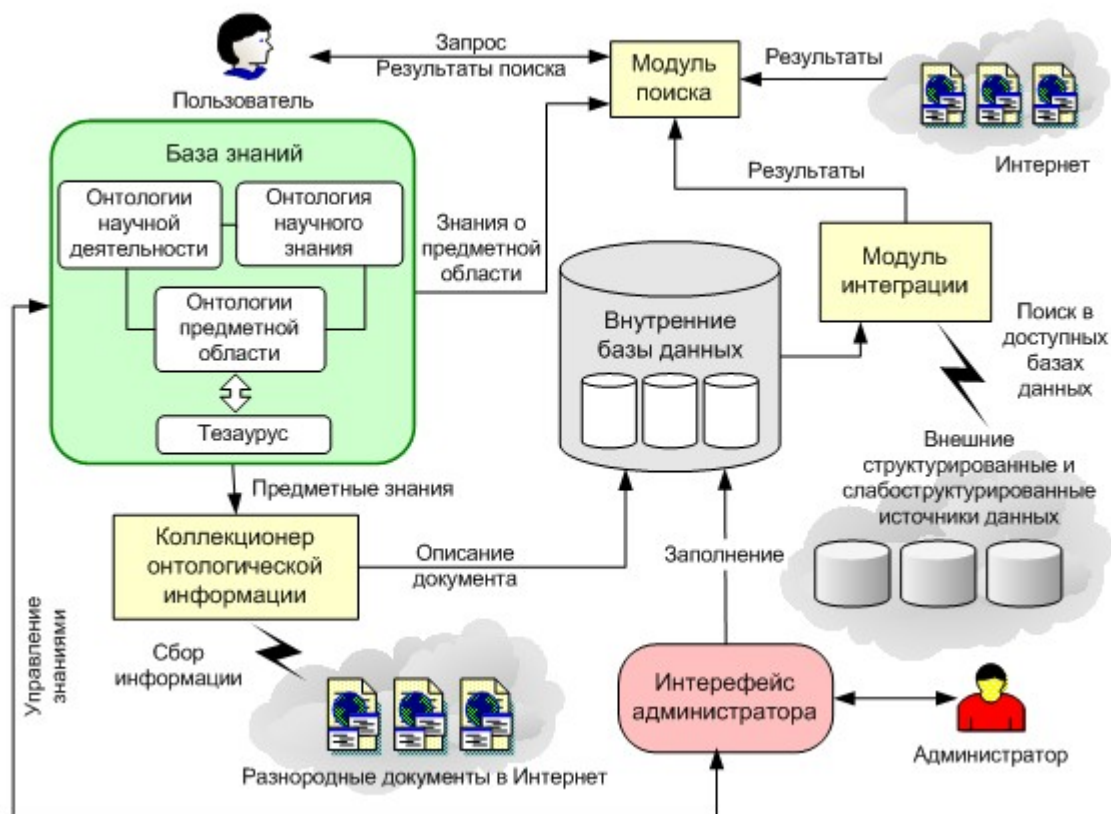 Запрос
Результаты поиска
Пользователь
Модуль
поиска
Результаты
Интернет
База знаний
Онтологии
научной
деятельности
Онтология
научного
знания
Онтологии
предметной
области
Тезаурус
Знания о
предметной
области
Результаты
Модуль
интеграции
Внутренние
базы данных
Поиск в
доступных
базах
данных
Внешние
структурированные и
слабоструктурированные
источники данных
Предметные знания
Коллекционер
онтологической
информации
Описание
документа
Заполнение
Управление
знаниями
Сбор
информации
Разнородные документы в Интернет
Интерефейс
администратора
Администратор